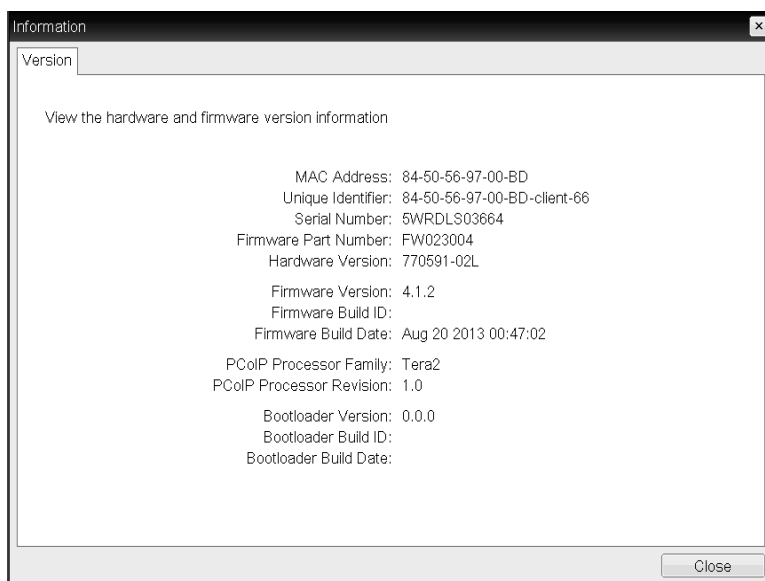 Information
×
Version
View the hardware and firmware version information
MAC Address: 84-50-56-97-00-BD
Unique Identifier: 84-50-56-97-00-BD-client-66
Serial Number: 5WRDLS03664
Firmware Part Number: FW023004
Hardware Version: 770591-02L
Firmware Version: 4.1.2
Firmware Build ID:
Firmware Build Date: Aug 20 2013 00:47:02
PCoIP Processor Family: Tera2
PCoIP Processor Revision: 1.0
Bootloader Version: 0.0.0
Bootloader Build ID:
Bootloader Build Date:
Close